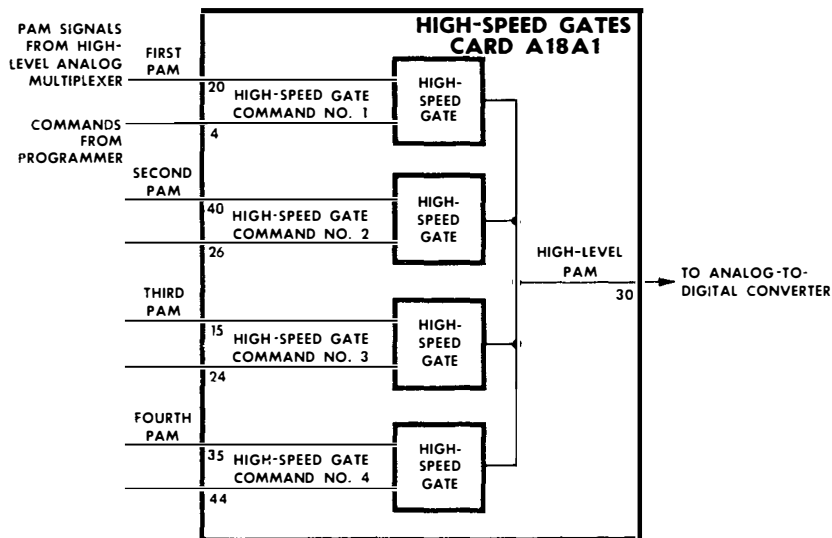 HIGH-SPEED GATES
CARD A18A1
PAM SIGNALS
FROM HIGH-
LEVEL ANALOG
MULTIPLEXER
FIRST
PAM
20
HIGH-SPEED GATE
COMMAND NO. 1
4
HIGH-
SPEED
GATE
COMMANDS
FROM
PROGRAMMER
SECOND
PAM
40
HIGH-SPEED GATE
COMMAND NO. 2
26
HIGH-
SPEED
GATE
HIGH-LEVEL
PAM
30
TO ANALOG-TO-
DIGITAL CONVERTER
THIRD
PAM
15
HIGH-SPEED GATE
COMMAND NO. 3
24
HIGH-
SPEED
GATE
FOURTH
PAM
35
HIGH-SPEED GATE
COMMAND NO. 4
44
HIGH-
SPEED
GATE